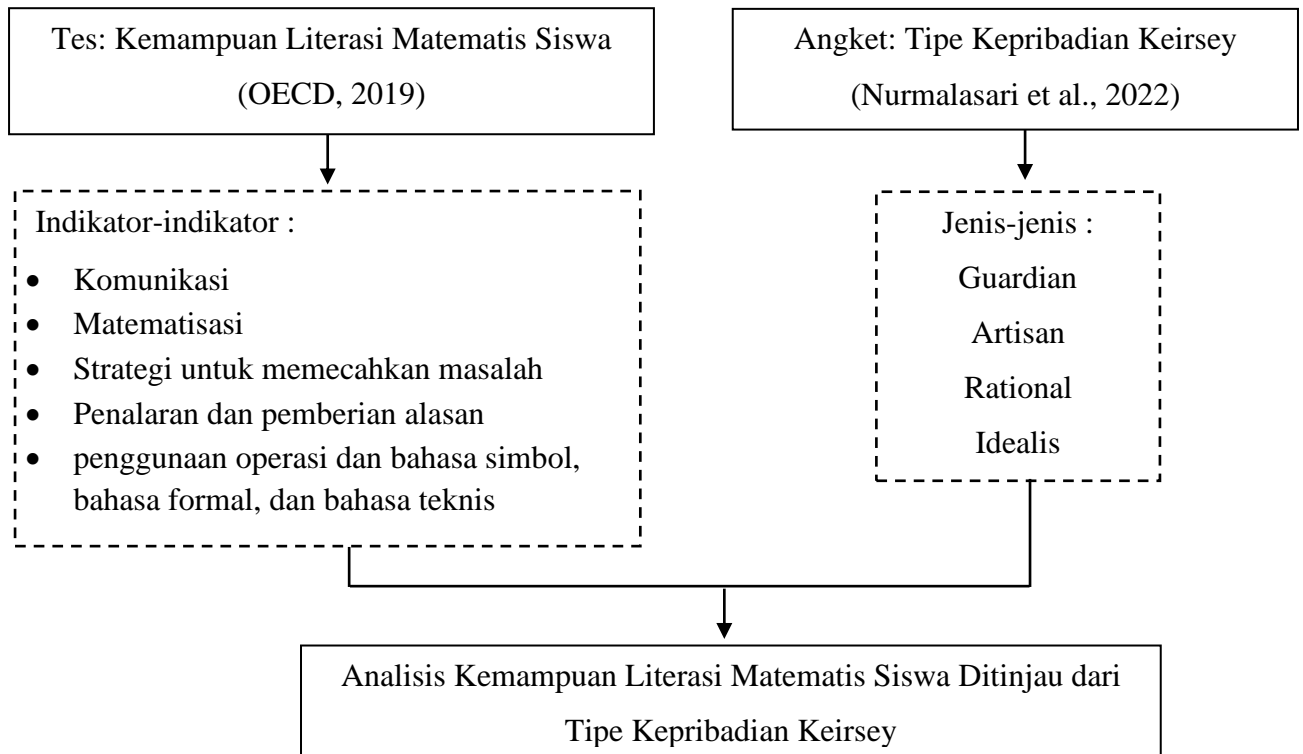 Tes: Kemampuan Literasi Matematis Siswa
(OECD, 2019)
Angket: Tipe Kepribadian Keirsey
(Nurmalasari et al., 2022)
Indikator-indikator :
• Komunikasi
• Matematisasi
• Strategi untuk memecahkan masalah
• Penalaran dan pemberian alasan
• penggunaan operasi dan bahasa simbol,
bahasa formal, dan bahasa teknis
Jenis-jenis :
Guardian
Artisan
Rational
Idealis
Analisis Kemampuan Literasi Matematis Siswa Ditinjau dari
Tipe Kepribadian Keirsey